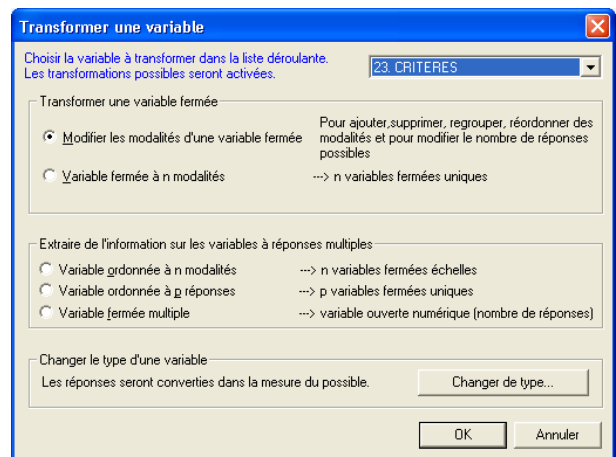 Transformer une variable
Choisir la variable à transformer dans la liste déroulante.
Les transformations possibles seront activées.
23. CRITERES
Transformer une variable fermée
Modifier les modalités d'une variable fermée
Pour ajouter,supprimer, regrouper, réordonner des
modalités et pour modifier le nombre de réponses
possibles
Variable fermée à n modalités
---> n variables fermées uniques
Extraire de l'information sur les variables à réponses multiples
Variable ordonnée à n modalités
---> n variables fermées échelles
Variable ordonnée à p réponses
---> p variables fermées uniques
Variable fermée multiple
---> variable ouverte numérique (nombre de réponses)
Changer le type d'une variable
Les réponses seront converties dans la mesure du possible.
Changer de type...
OK
Annuler